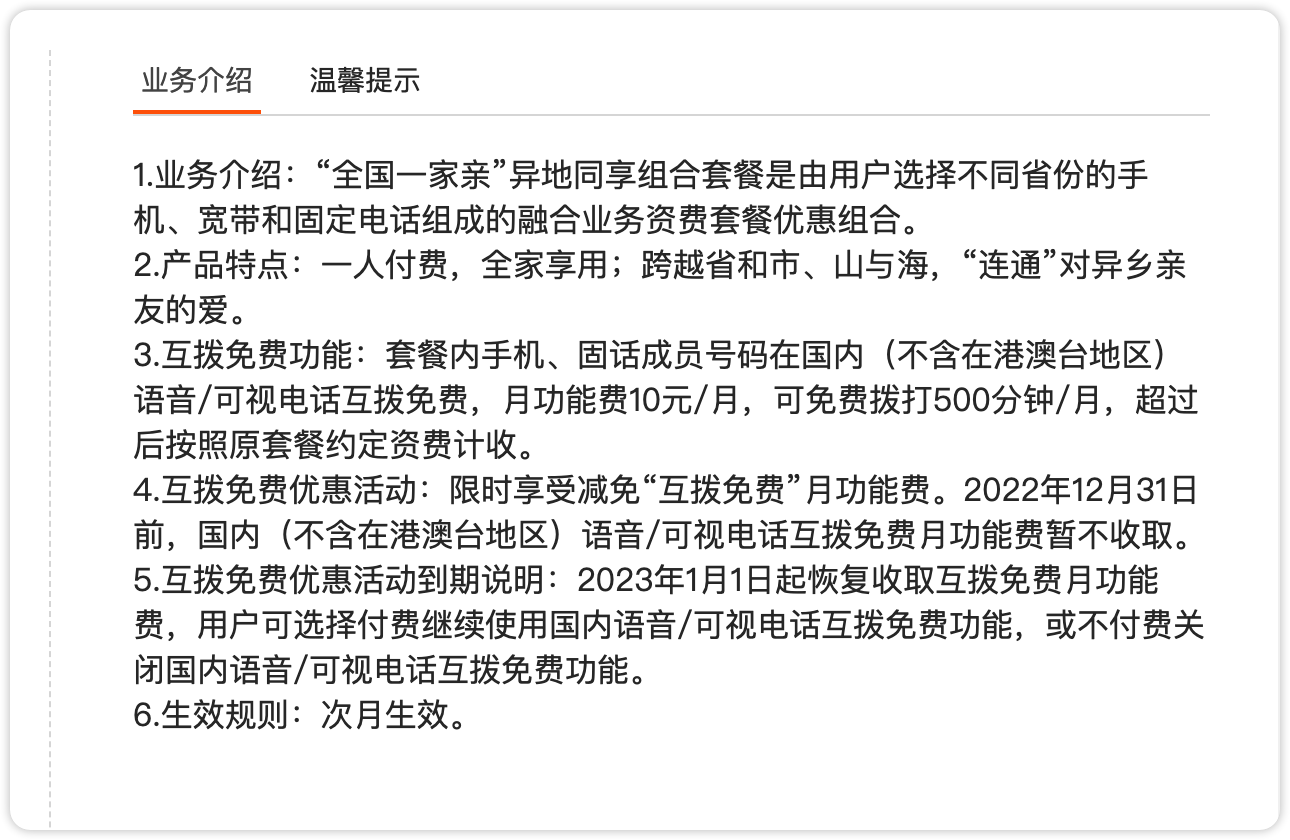 业务介绍 温馨提示
1.业务介绍：“全国一家亲”异地同享组合套餐是由用户选择不同省份的手
机、宽带和固定电话组成的融合业务资费套餐优惠组合。
2.产品特点：一人付费，全家享用；跨越省和市、山与海，“连通”对异乡亲
友的爱。
3.互拨免费功能：套餐内手机、固话成员号码在国内（不含在港澳台地区）
语音/可视电话互拨免费，月功能费10元/月，可免费拨打500分钟/月，超过
后按照原套餐约定资费计收。
4.互拨免费优惠活动：限时享受减免“互拨免费”月功能费。2022年12月31日
前，国内（不含在港澳台地区）语音/可视电话互拨免费月功能费暂不收取。
5.互拨免费优惠活动到期说明：2023年1月1日起恢复收取互拨免费月功能
费，用户可选择付费继续使用国内语音/可视电话互拨免费功能，或不付费关
闭国内语音/可视电话互拨免费功能。
6.生效规则：次月生效。